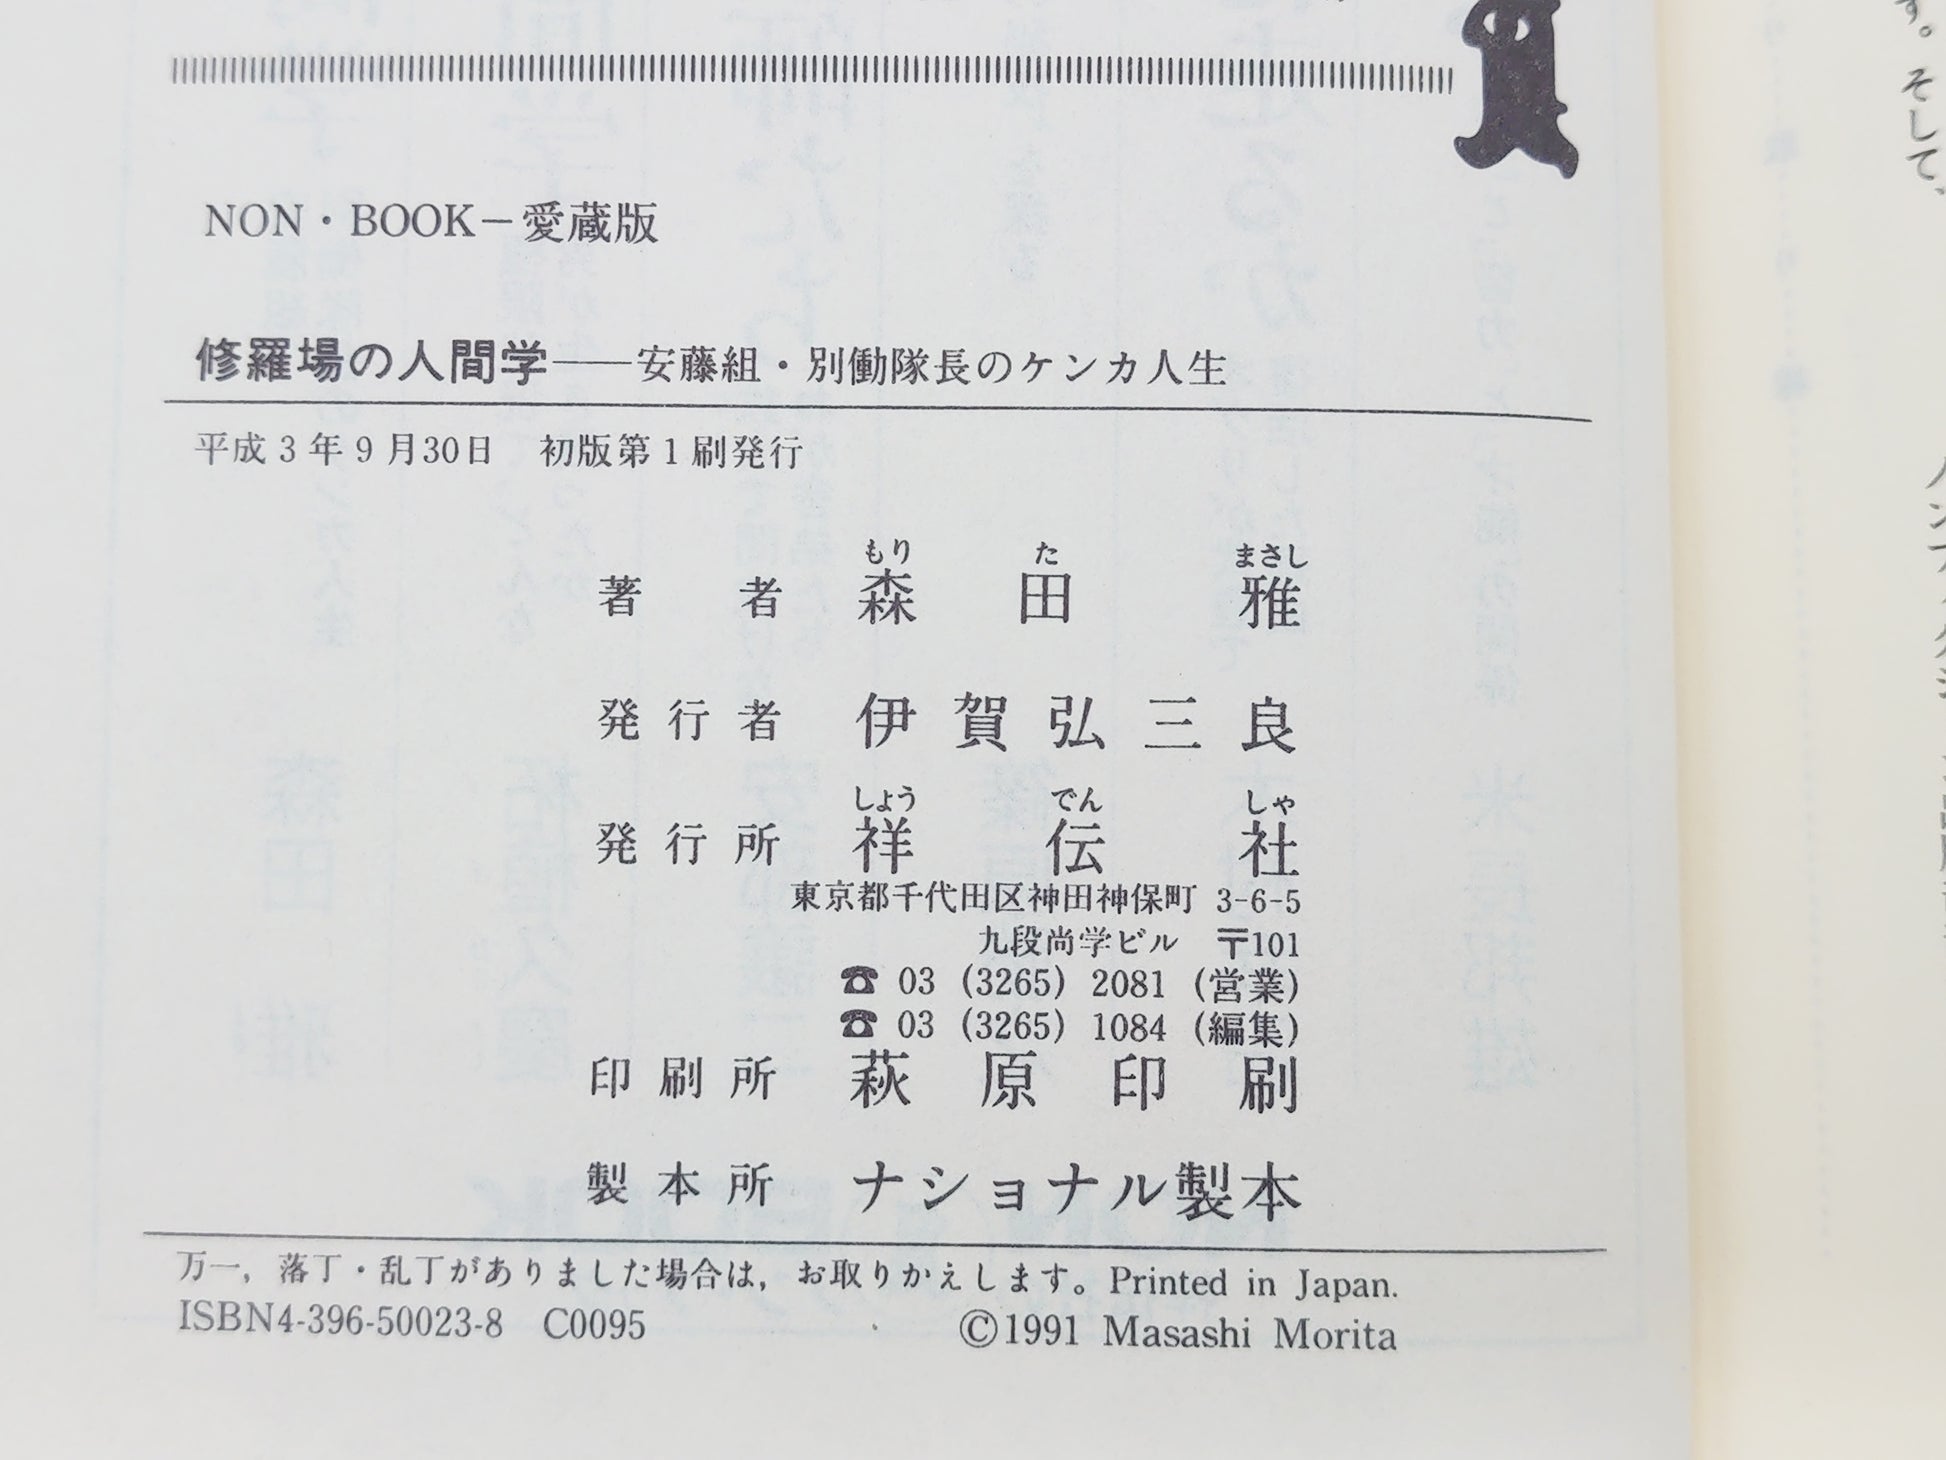 NON・BOOK－愛蔵版
修羅場の人間学――安藤組・別働隊長のケンカ人生
平成3年9月30日　初版第1刷発行
もり　た　まさし
著者　森田雅
発行者　伊賀弘三良
しょう　でん　しゃ
発行所　祥伝社
東京都千代田区神田神保町 3-6-5
九段尚学ビル　〒101
☎ 03 (3265) 2081 (営業)
☎ 03 (3265) 1084 (編集)
印刷所　萩原印刷
製本所　ナショナル製本
万一，落丁・乱丁がありました場合は，お取りかえします。Printed in Japan.
ISBN4-396-50023-8　C0095　©1991 Masashi Morita
す。そして、